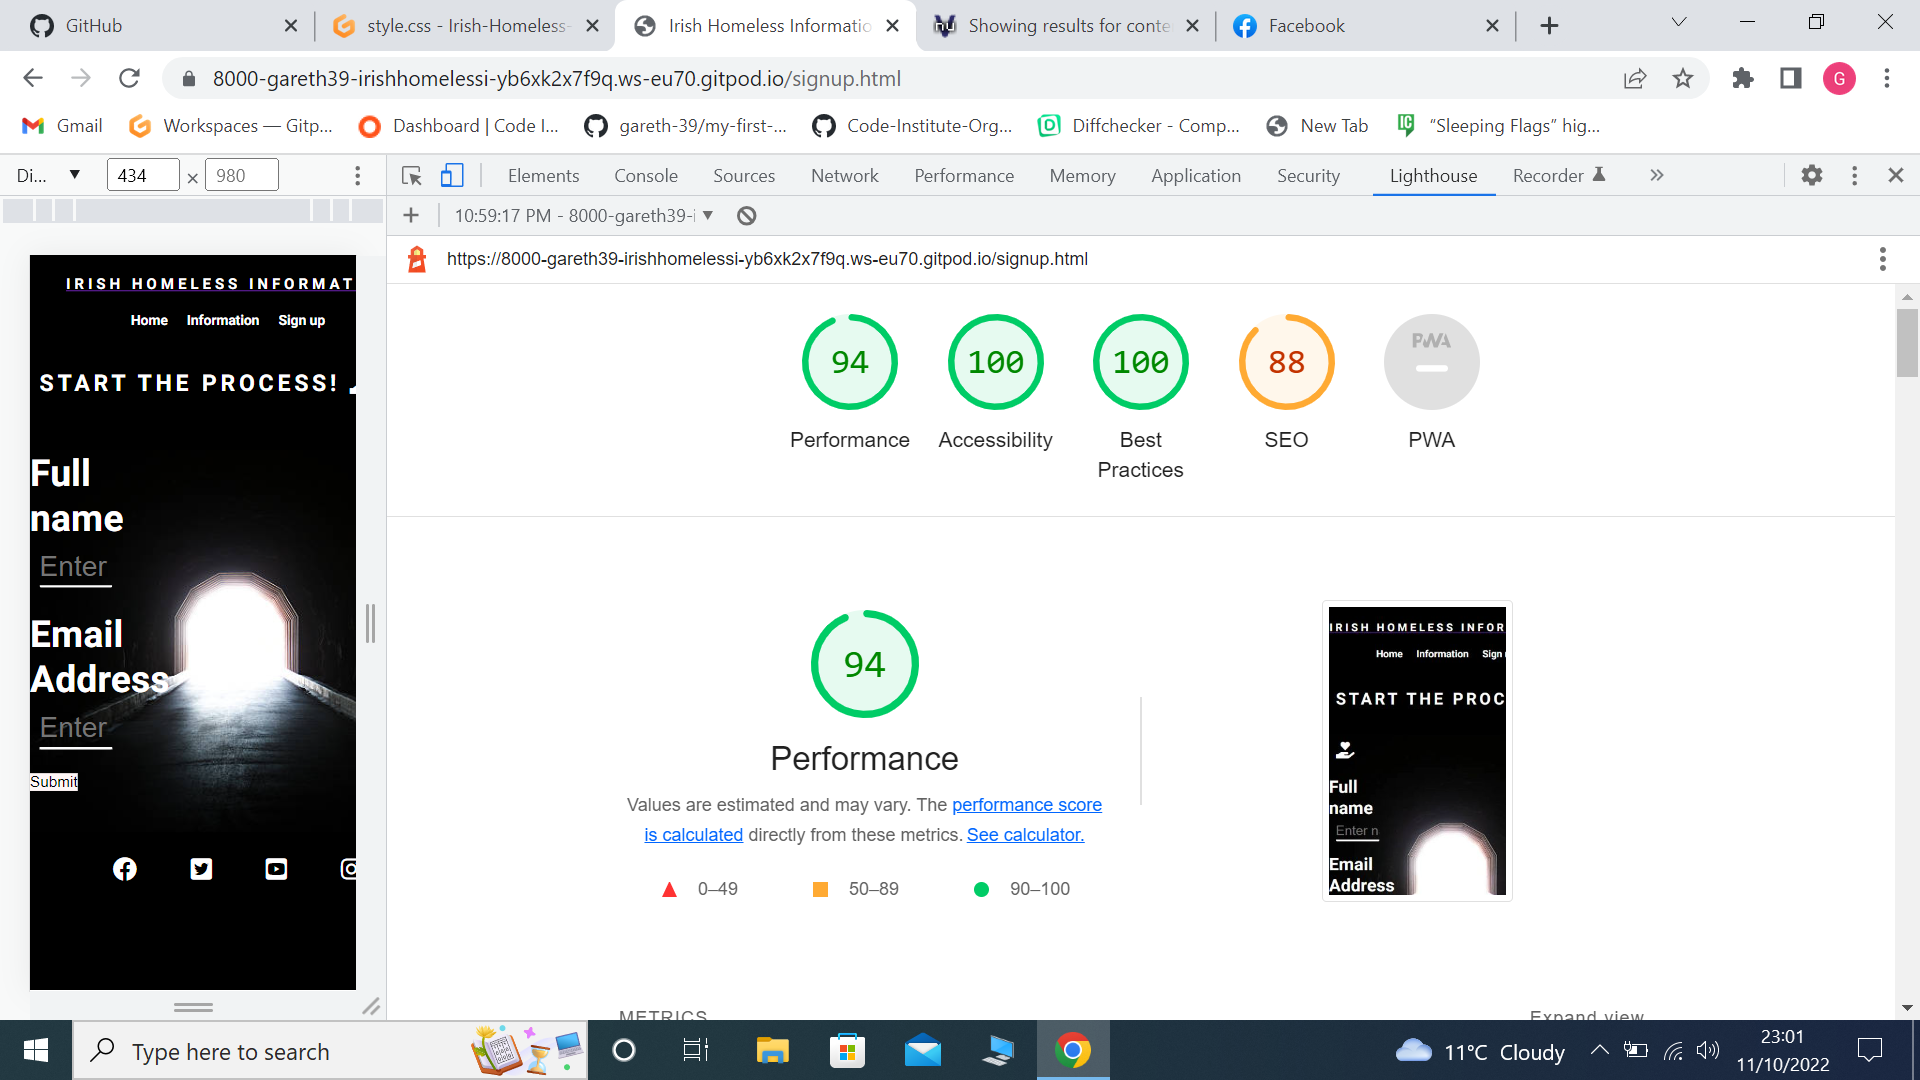 GitHub
style.css - Irish-Homeless-
Irish Homeless Informatio
Showing results for conte
Facebook
8000-gareth39-irishhomelessi-yb6xk2x7f9q.ws-eu70.gitpod.io/signup.html
G
Gmail
Workspaces — Gitp...
Dashboard | Code I...
gareth-39/my-first-...
Code-Institute-Org...
Diffchecker - Comp...
New Tab
“Sleeping Flags” hig...
Di...
434
×
980
Elements
Console
Sources
Network
Performance
Memory
Application
Security
Lighthouse
Recorder
10:59:17 PM - 8000-gareth39-i
https://8000-gareth39-irishhomelessi-yb6xk2x7f9q.ws-eu70.gitpod.io/signup.html
IRISH HOMELESS INFORMAT
Home Information Sign up
START THE PROCESS!
Full
name
Enter
Email
Address
Enter
Submit
94
100
100
88
PWA
Performance
Accessibility
Best
Practices
SEO
PWA
94
Performance
Values are estimated and may vary. The performance score
is calculated directly from these metrics. See calculator.
0–49
50–89
90–100
IRISH HOMELESS INFOR
Home Information Sign
START THE PROC
Full
name
Enter n
Email
Address
METRICS
Expand view
Type here to search
11°C Cloudy
23:01
11/10/2022